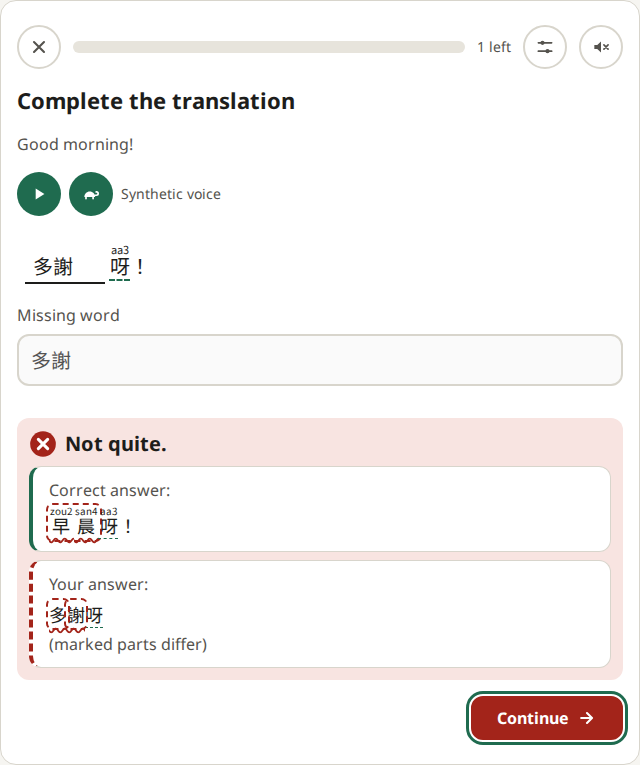 1 left
Complete the translation
Good morning!
Synthetic voice
aa3
多謝 呀！
Missing word
多謝
Not quite.
Correct answer:
zou2 san4 aa3
早晨呀！
Your answer:
多謝呀
(marked parts differ)
Continue